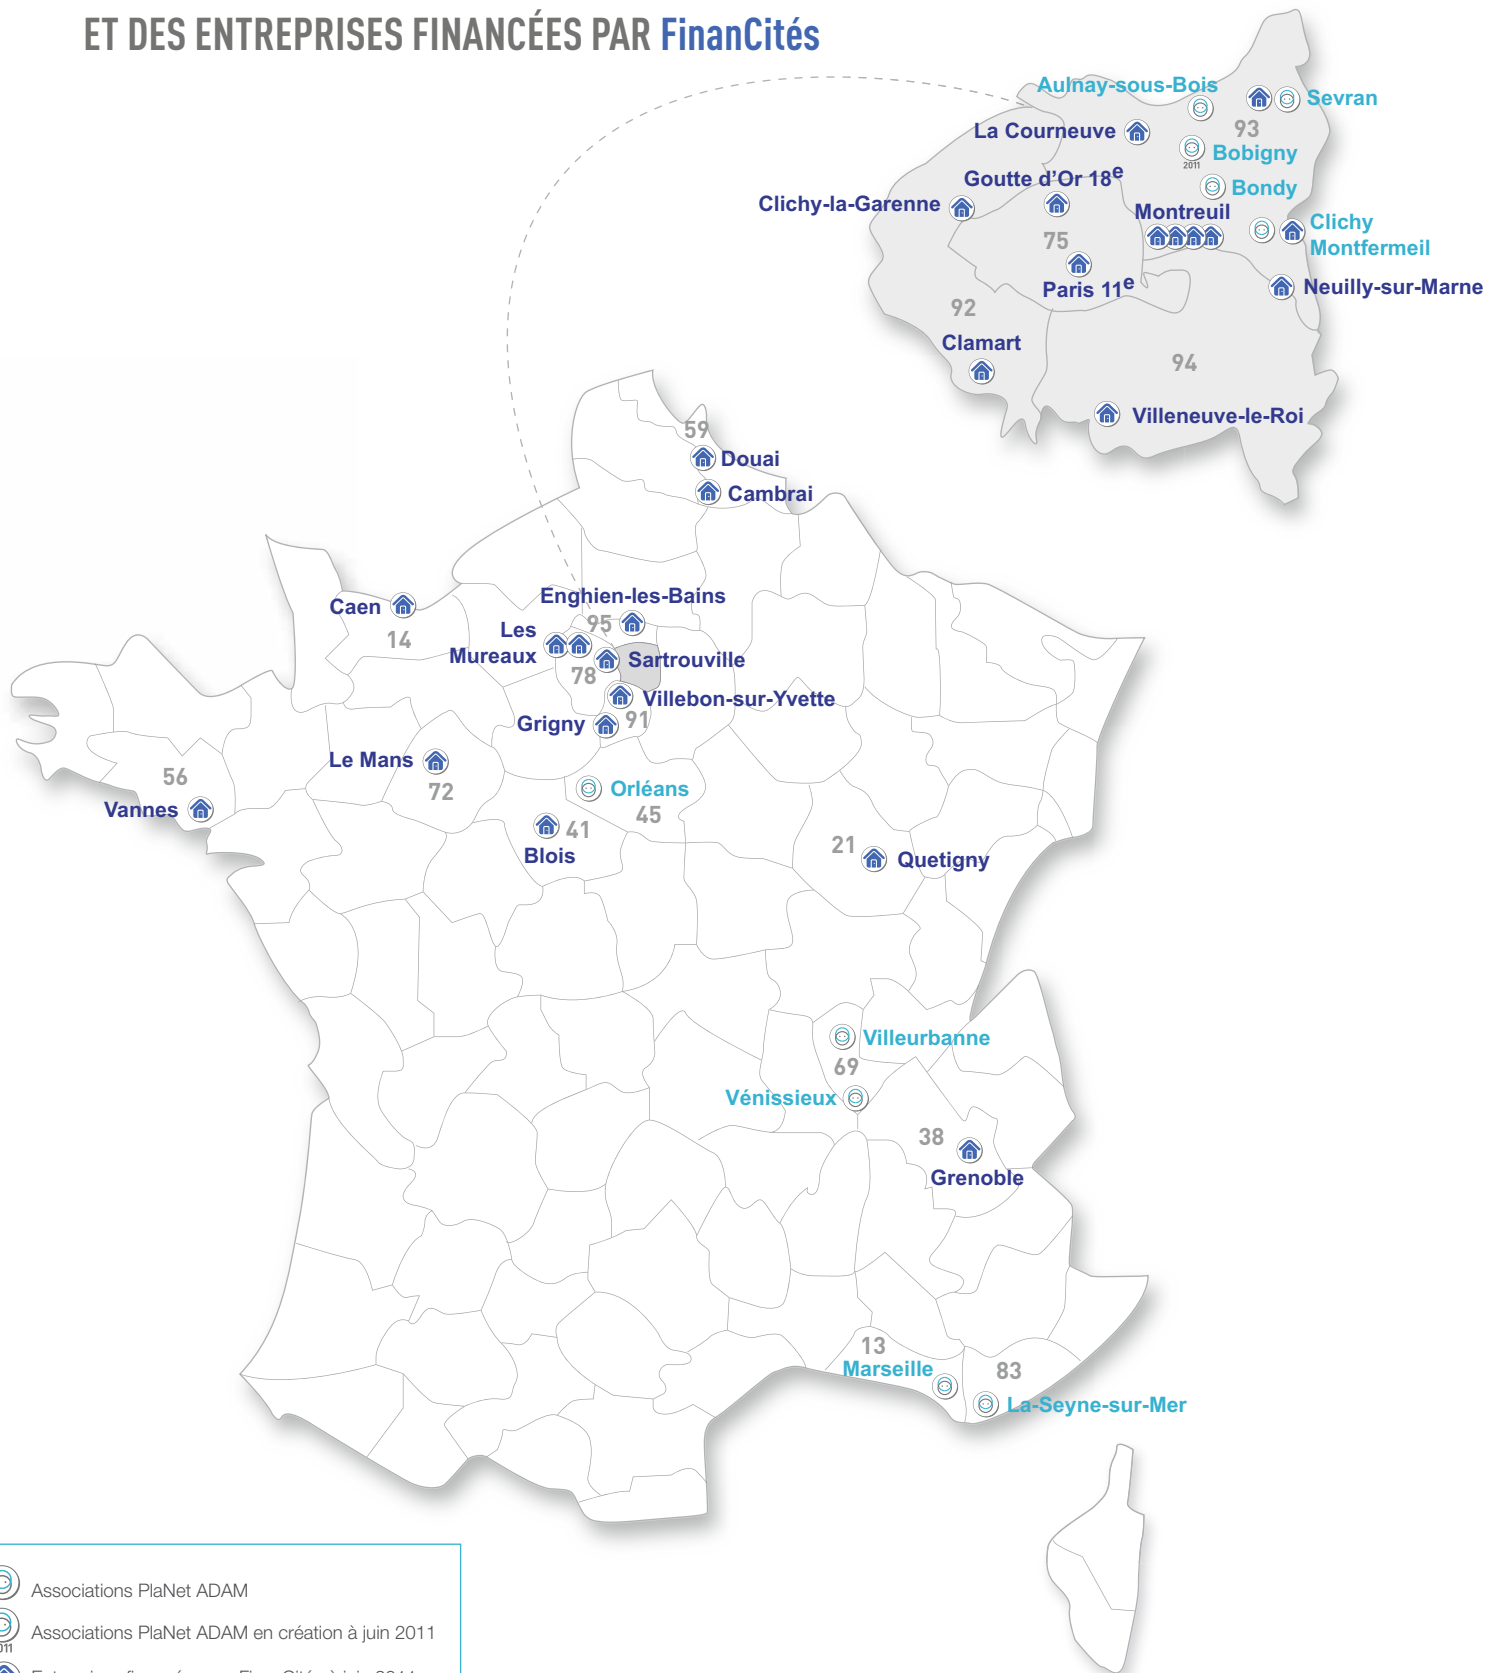 ET DES ENTREPRISES FINANCÉES PAR FinanCités
Aulnay-sous-Bois
Sevran
La Courneuve
93
2011
Bobigny
Goutte d'Or 18e
Bondy
Clichy-la-Garenne
Montreuil
Clichy
Montfermeil
75
Paris 11e
Neuilly-sur-Marne
92
Clamart
94
Villeneuve-le-Roi
59
Douai
Cambrai
Caen
14
Enghien-les-Bains
95
Les
Mureaux
Sartrouville
78
Villebon-sur-Yvette
Grigny
91
Le Mans
72
56
Vannes
Orléans
45
41
Blois
21
Quetigny
Villeurbanne
69
Vénissieux
38
Grenoble
13
Marseille
83
La-Seyne-sur-Mer
Associations PlaNet ADAM
Associations PlaNet ADAM en création à juin 2011